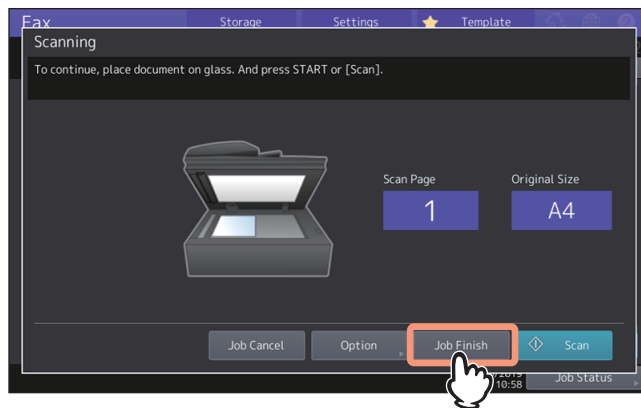 Fax
Storage
Settings
Template
Scanning
To continue, place document on glass. And press START or [Scan].
Scan Page
Original Size
1
A4
Job Cancel
Option
Job Finish
Scan
2019
10:58
Job Status